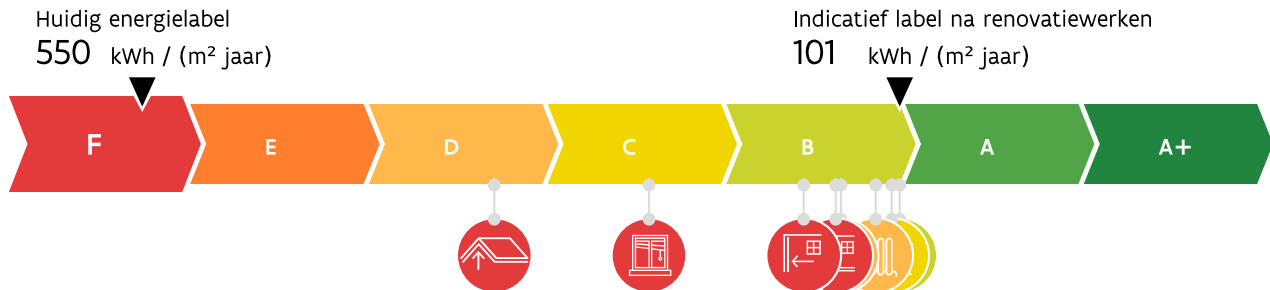 Huidig energielabel
550 kWh / (m² jaar)
Indicatief label na renovatiewerken
101 kWh / (m² jaar)
F E D C B A A+